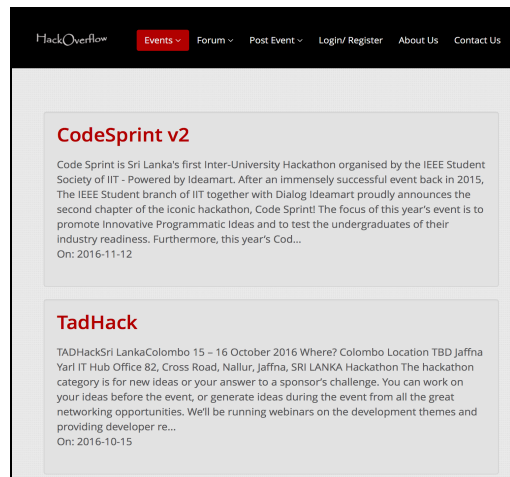 HackOverflow Events Forum Post Event Login/ Register About Us Contact Us
CodeSprint v2
Code Sprint is Sri Lanka's first Inter-University Hackathon organised by the IEEE Student
Society of IIT - Powered by Ideamart. After an immensely successful event back in 2015,
The IEEE Student branch of IIT together with Dialog Ideamart proudly announces the
second chapter of the iconic hackathon, Code Sprint! The focus of this year's event is to
promote Innovative Programmatic Ideas and to test the undergraduates of their
industry readiness. Furthermore, this year's Cod...
On: 2016-11-12
TadHack
TADHackSri LankaColombo 15 – 16 October 2016 Where? Colombo Location TBD Jaffna
Yarl IT Hub Office 82, Cross Road, Nallur, Jaffna, SRI LANKA Hackathon The hackathon
category is for new ideas or your answer to a sponsor's challenge. You can work on
your ideas before the event, or generate ideas during the event from all the great
networking opportunities. We'll be running webinars on the development themes and
providing developer re...
On: 2016-10-15